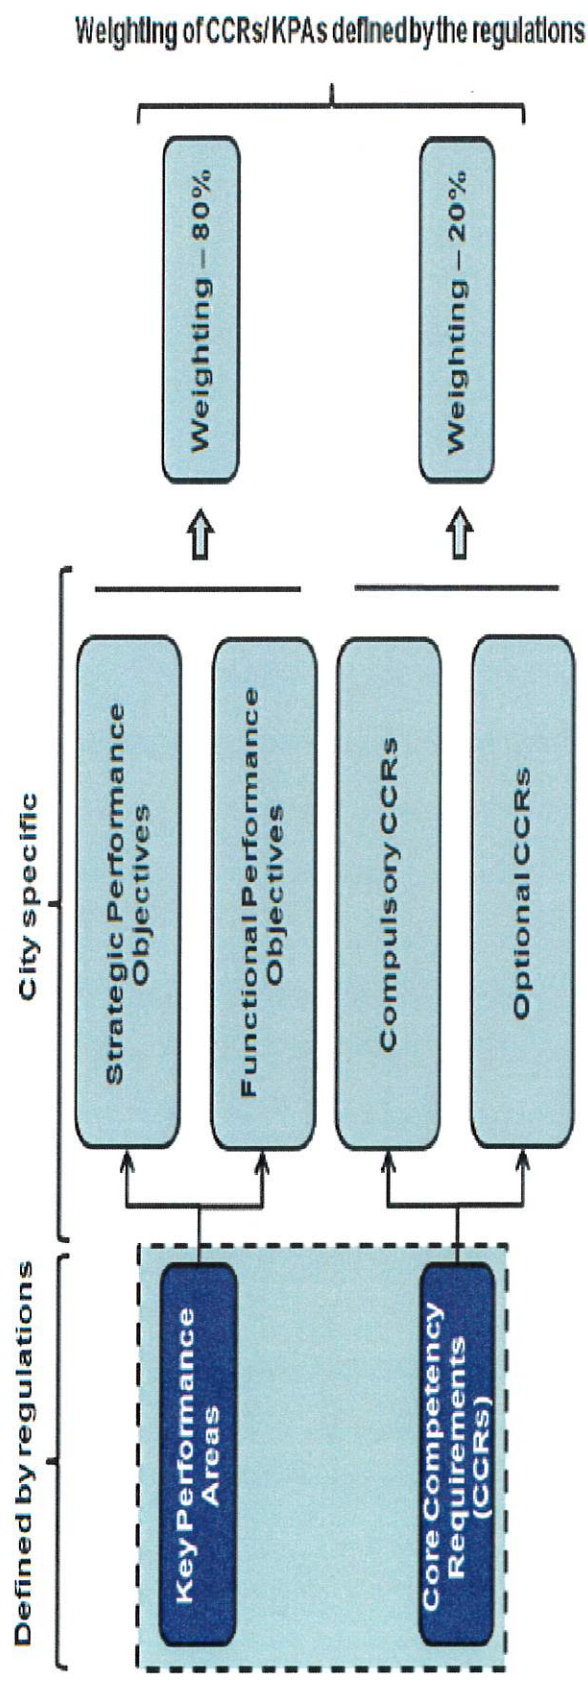 Defined by regulations
City specific
Key Performance
Areas
Core Competency
Requirements
(CCRs)
Strategic Performance
Objectives
Functional Performance
Objectives
Compulsory CCRs
Optional CCRs
Weighting – 80%
Weighting – 20%
Weighting of CCRs/KPAs defined by the regulations